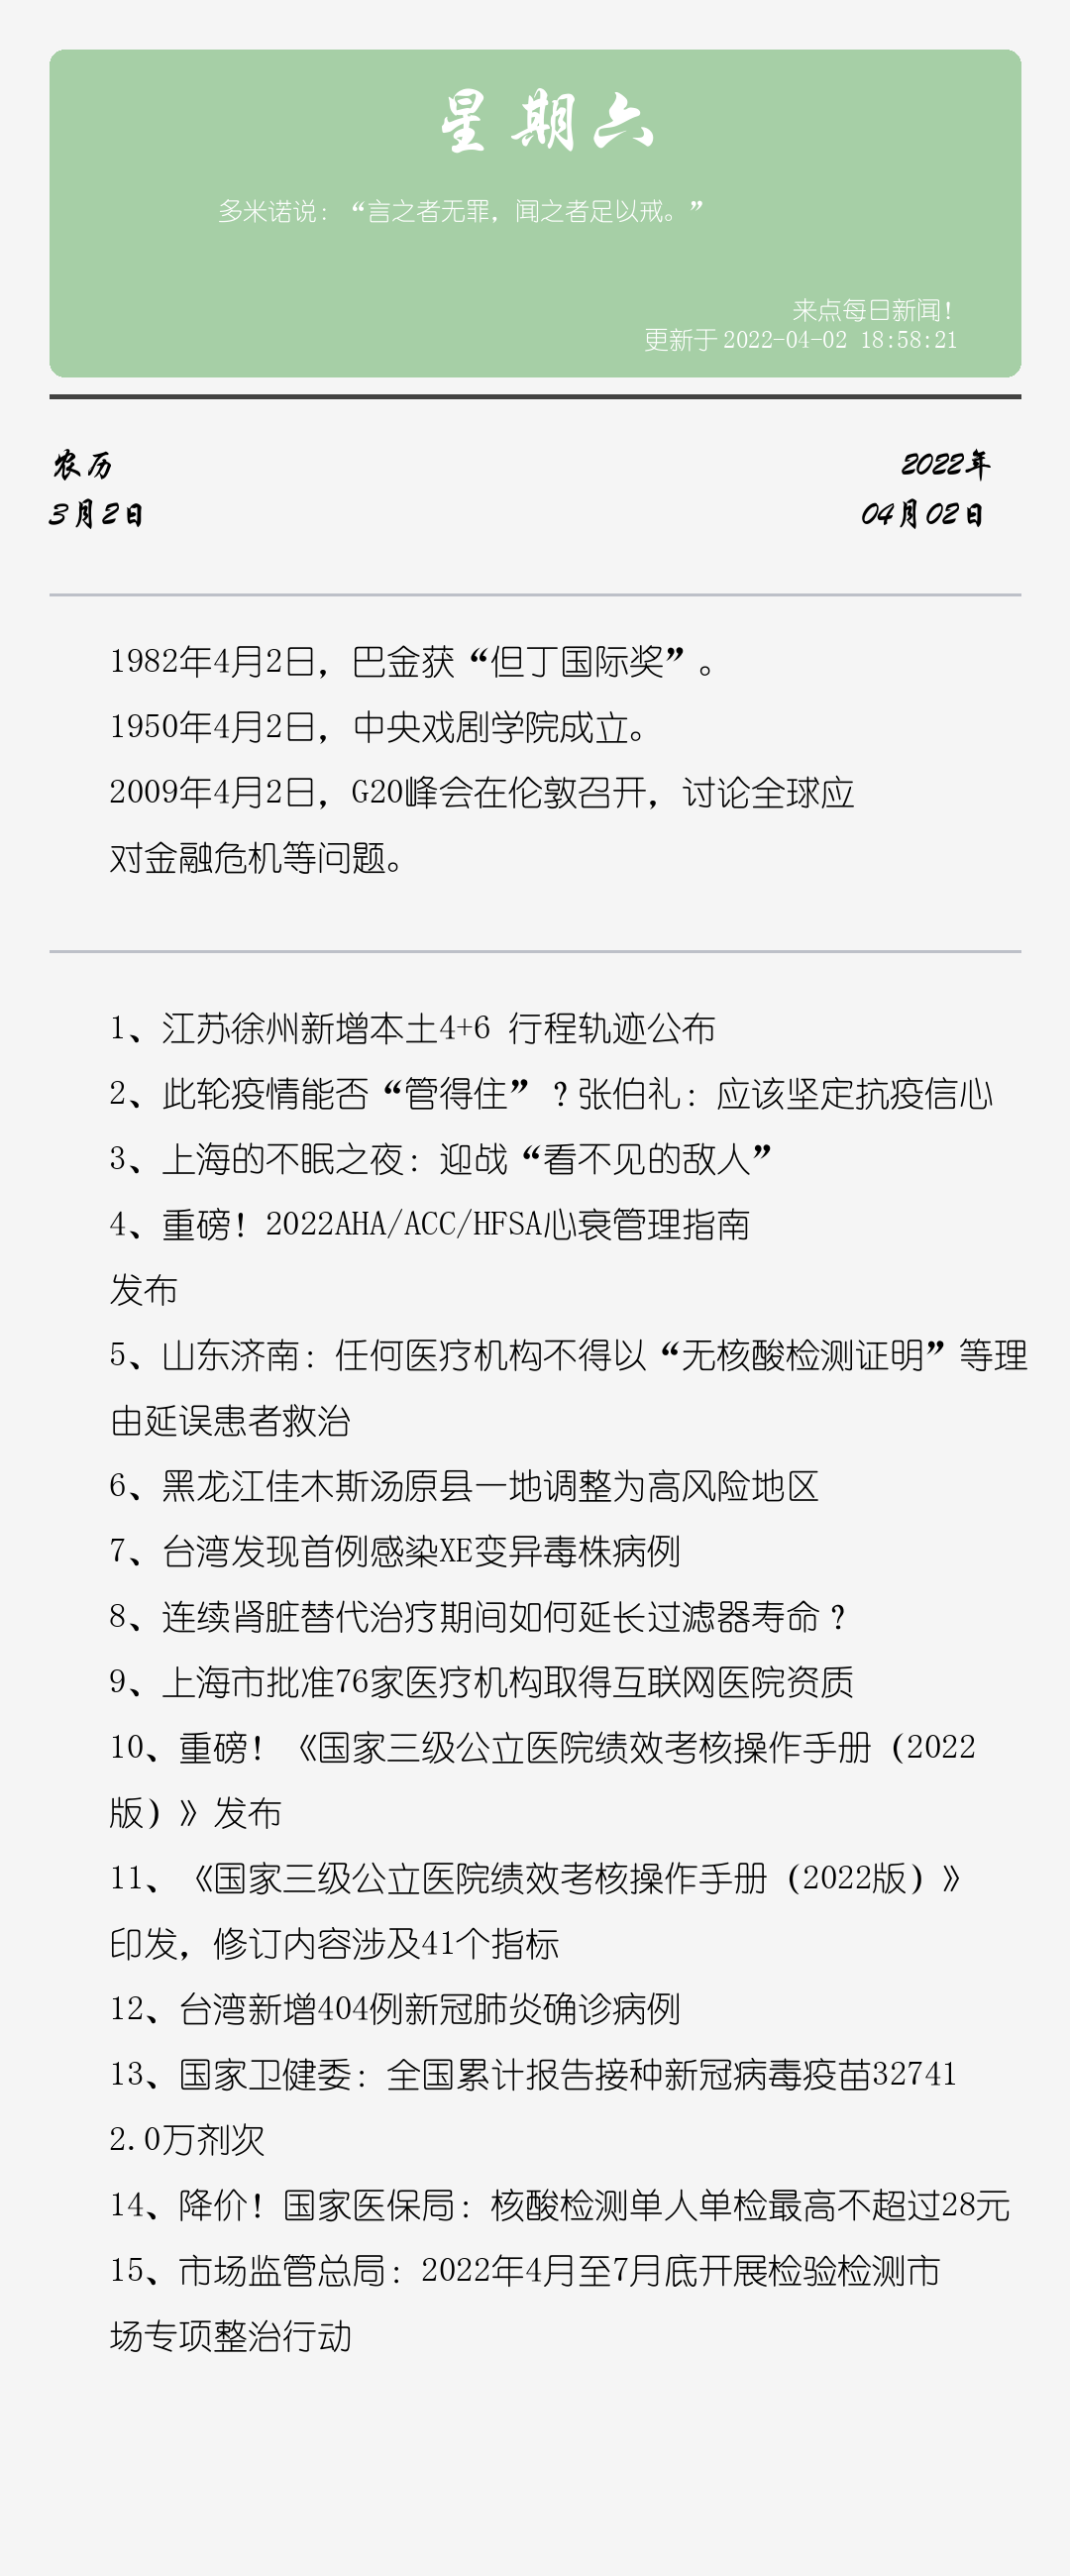 星期六
多米诺说：“言之者无罪，闻之者足以戒。”
来点每日新闻！
更新于 2022-04-02 18:58:21
农历
2022年
3月2日
04月02日
1982年4月2日，巴金获“但丁国际奖”。
1950年4月2日，中央戏剧学院成立。
2009年4月2日，G20峰会在伦敦召开，讨论全球应
对金融危机等问题。
1、江苏徐州新增本土4+6 行程轨迹公布
2、此轮疫情能否“管得住”？张伯礼：应该坚定抗疫信心
3、上海的不眠之夜：迎战“看不见的敌人”
4、重磅！2022AHA/ACC/HFSA心衰管理指南
发布
5、山东济南：任何医疗机构不得以“无核酸检测证明”等理
由延误患者救治
6、黑龙江佳木斯汤原县一地调整为高风险地区
7、台湾发现首例感染XE变异毒株病例
8、连续肾脏替代治疗期间如何延长过滤器寿命？
9、上海市批准76家医疗机构取得互联网医院资质
10、重磅！《国家三级公立医院绩效考核操作手册（2022
版）》发布
11、《国家三级公立医院绩效考核操作手册（2022版）》
印发，修订内容涉及41个指标
12、台湾新增404例新冠肺炎确诊病例
13、国家卫健委：全国累计报告接种新冠病毒疫苗32741
2.0万剂次
14、降价！国家医保局：核酸检测单人单检最高不超过28元
15、市场监管总局：2022年4月至7月底开展检验检测市
场专项整治行动